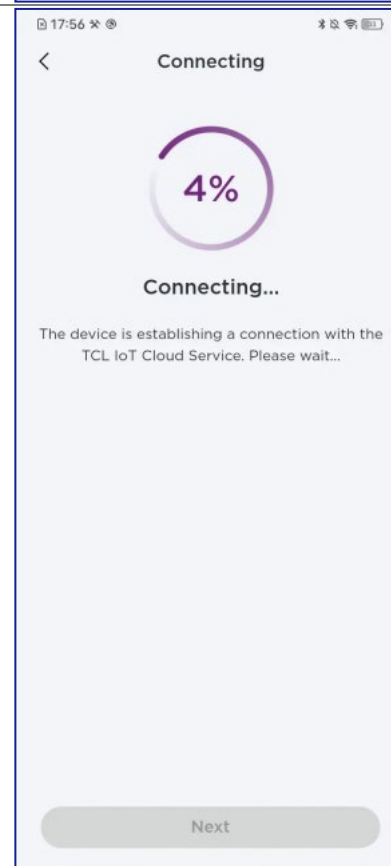 17:56
Connecting
4%
Connecting...
The device is establishing a connection with the
TCL IoT Cloud Service. Please wait...
Next